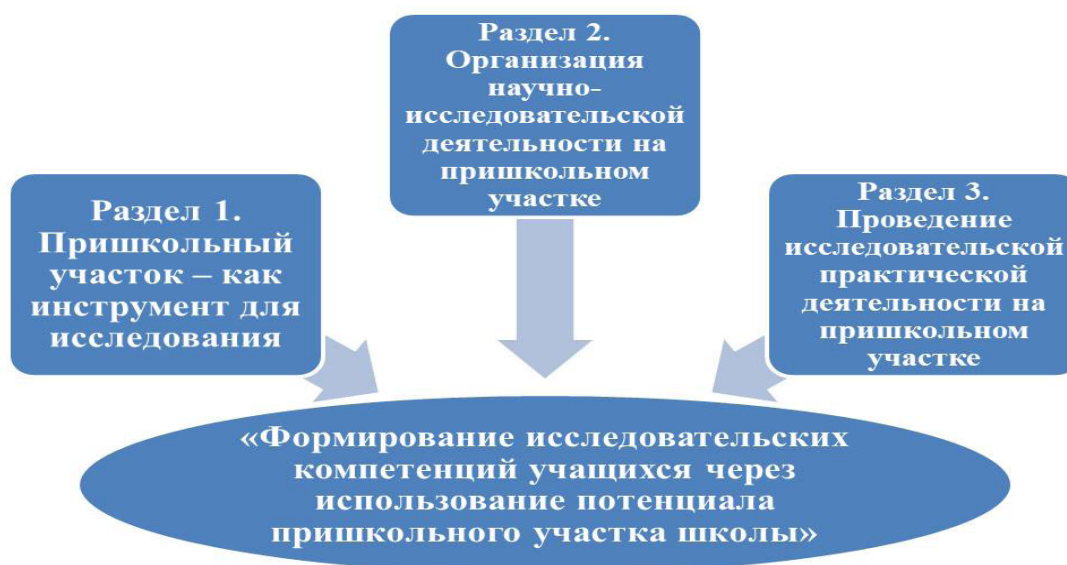 Раздел 1.
Пришкольный
участок – как
инструмент для
исследования
Раздел 2.
Организация
научно-
исследовательской
деятельности на
пришкольном
участке
Раздел 3.
Проведение
исследовательской
практической
деятельности на
пришкольном
участке
«Формирование исследовательских
компетенций учащихся через
использование потенциала
пришкольного участка школы»